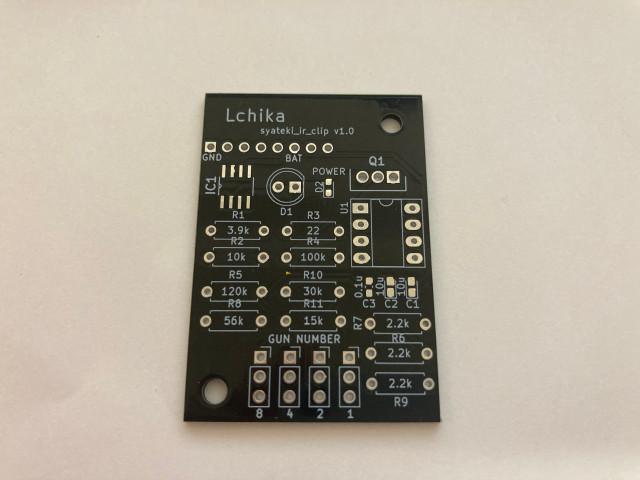 Lchika
syateki_ir_clip v1.0
GND BAT
POWER Q1
IC1 D2
D1 U1
R1 R3
3.9k 22
R2 R4
10k 100k
R5 R10
120k 30k
0.1u 10u 10u
C3 C2 C1
R8 R11
56k 15k
R7 2.2k
R6
2.2k
GUN NUMBER
2.2k
R9
8 4 2 1